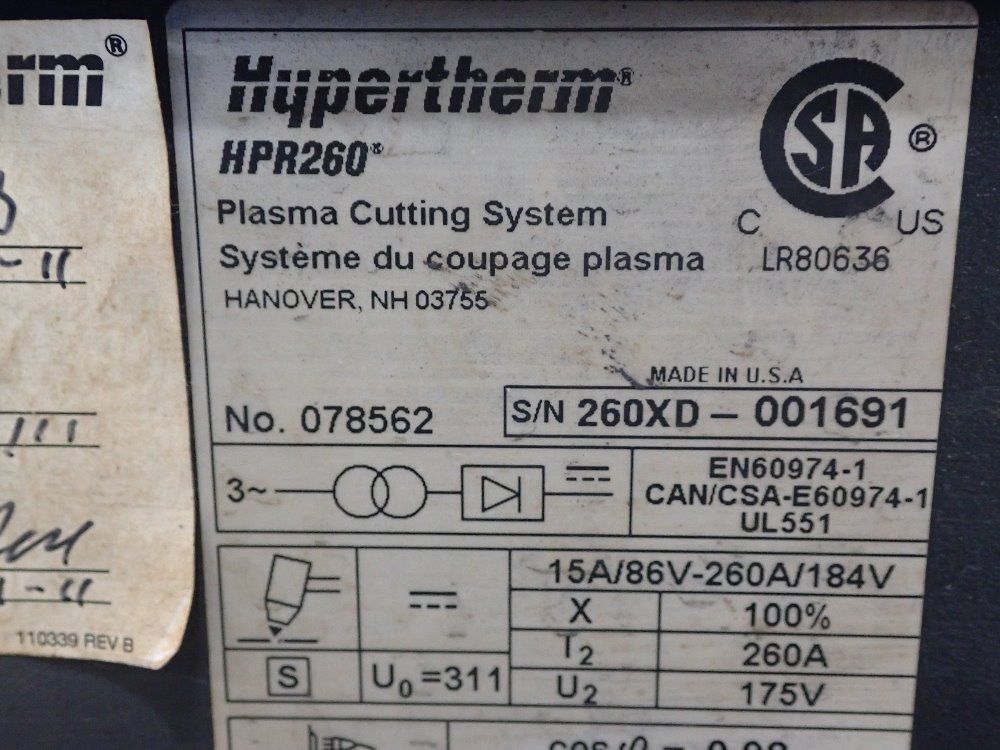 rm®
Hypertherm®
HPR260®
Plasma Cutting System
Système du coupage plasma
HANOVER, NH 03755
CSA ®
C US
LR80636
MADE IN U.S.A
No. 078562
S/N 260XD - 001691
3~
EN60974-1
CAN/CSA-E60974-1
UL551
15A/86V-260A/184V
X 100%
I2 260A
S
U0=311
U2 175V
110339 REV B